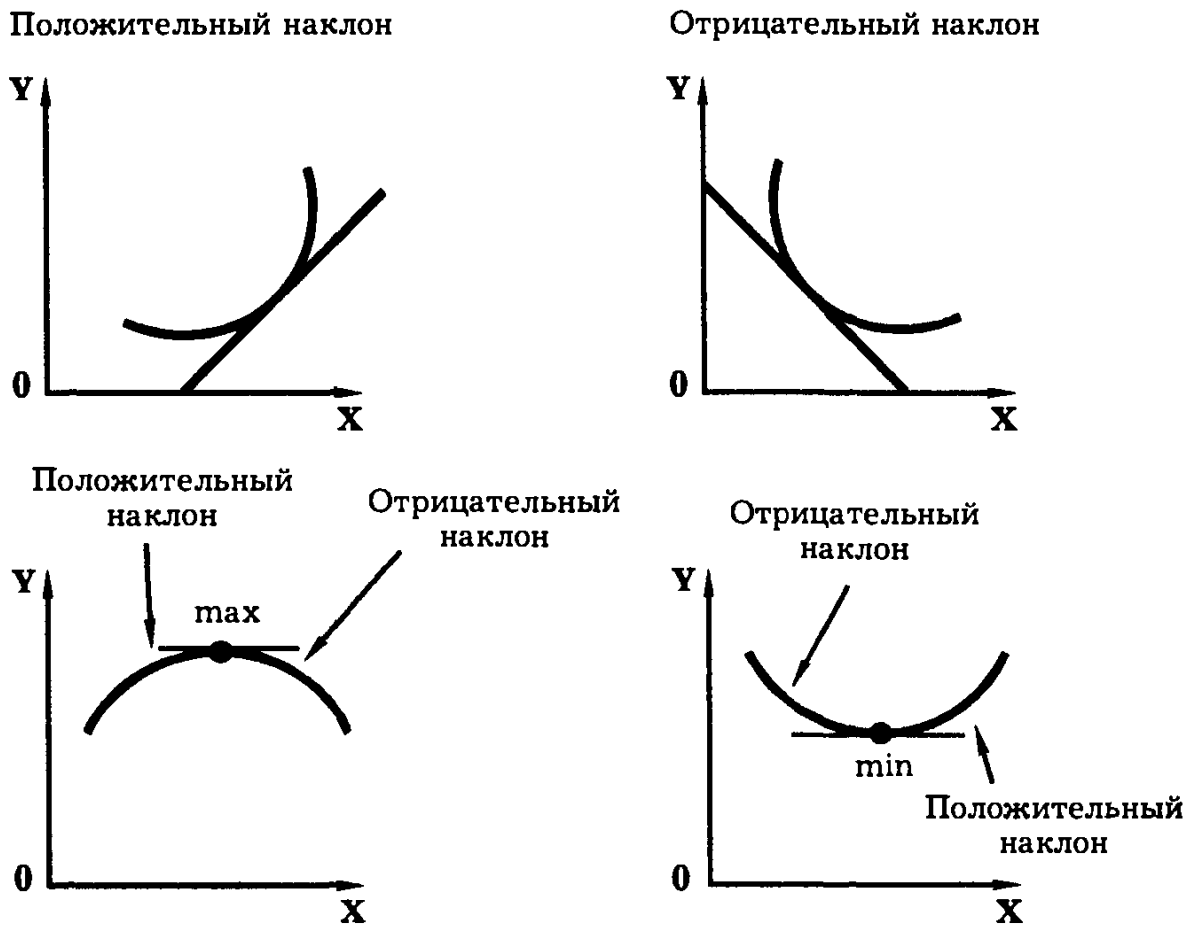 Положительный наклон
Отрицательный наклон
Y
0
X
Y
0
X
Положительный
наклон
Отрицательный
наклон
Y
max
0
X
Отрицательный
наклон
Y
min
Положительный
наклон
0
X